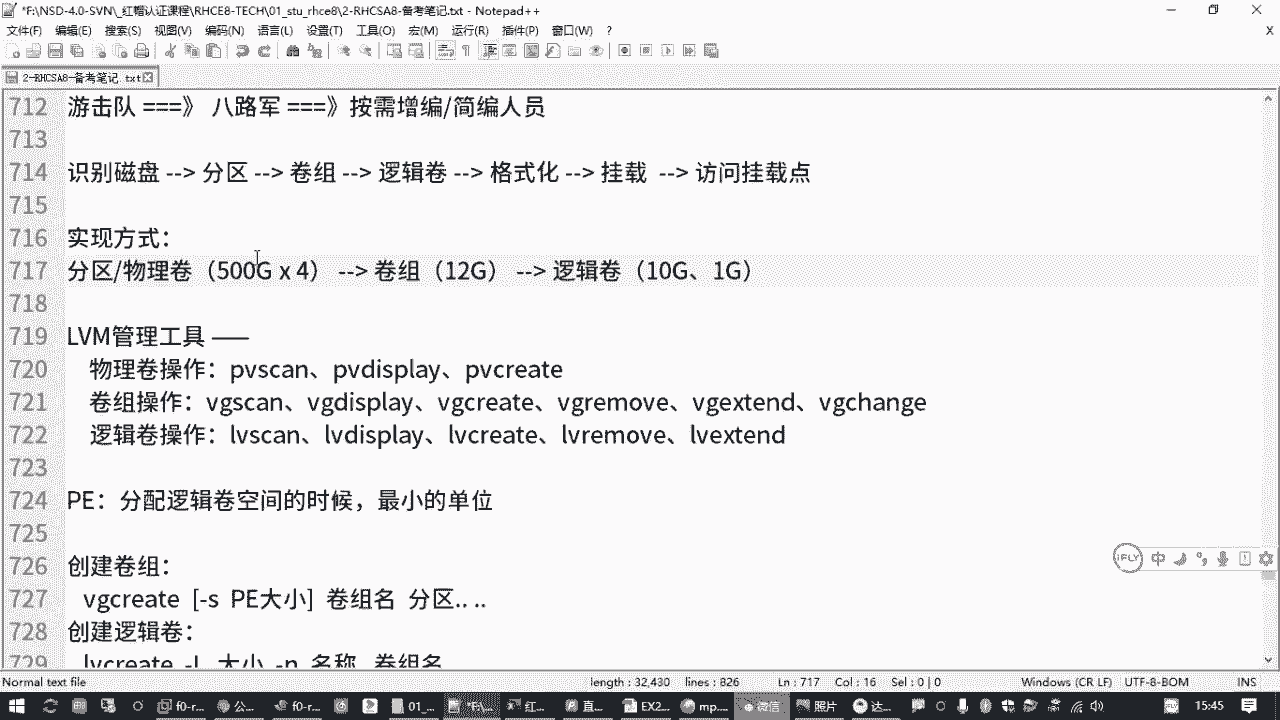 *F:\NSD-4.0-SVN\_红帽认证课程\RHCE8-TECH\01_stu_rhce8\2-RHCSA8-备考笔记.txt - Notepad++
文件(F) 编辑(E) 搜索(S) 视图(V) 编码(N) 语言(L) 设置(T) 工具(O) 宏(M) 运行(R) 插件(P) 窗口(W) ? X
2-RHCSA8-备考笔记.txt
712 游击队 ===》 八路军 ===》按需增编/简编人员
713
714 识别磁盘 --> 分区 --> 卷组 --> 逻辑卷 --> 格式化 --> 挂载 --> 访问挂载点
715
716 实现方式：
717 分区/物理卷（500G x 4） --> 卷组（12G） --> 逻辑卷（10G、1G）
718
719 LVM管理工具 ——
720 物理卷操作：pvscan、pvdisplay、pvcreate
721 卷组操作：vgscan、vgdisplay、vgcreate、vgremove、vgextend、vgchange
722 逻辑卷操作：lvscan、lvdisplay、lvcreate、lvremove、lvextend
723
724 PE：分配逻辑卷空间的时候，最小的单位
725
726 创建卷组：
727 vgcreate [-s PE大小] 卷组名 分区.. ..
728 创建逻辑卷：
729 lvcreate -L 大小 -n 名称 卷组名
iFLY 中
Normal text file length : 32,430 lines : 826 Ln : 717 Col : 16 Sel : 0 | 0 Windows (CR LF) UTF-8-BOM INS
f0-r... 公... f0-r... 01_... *F:\... 红... 直... EX2... mp... 微信 照片 达... 15:45